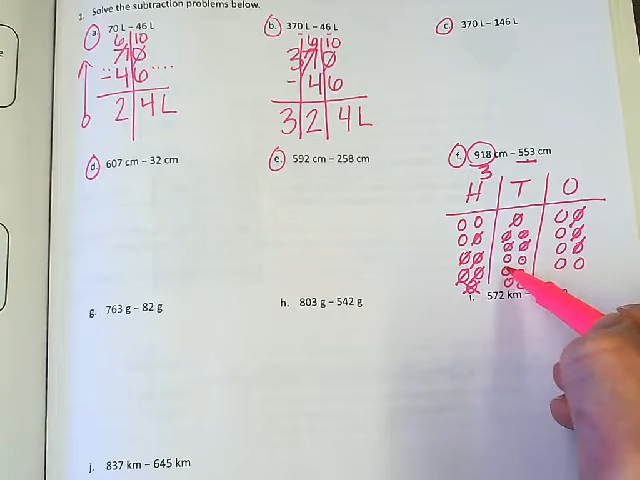 1. Solve the subtraction problems below.
a. 70 L – 46 L
b. 370 L – 46 L
c. 370 L – 146 L
6 10
7 0
- 4 6
2 4 L
6 10
3 7 0
- 4 6
3 2 4 L
d. 607 cm – 32 cm
e. 592 cm – 258 cm
f. 918 cm – 553 cm
3
H T O
g. 763 g – 82 g
h. 803 g – 542 g
572 km –
j. 837 km – 645 km